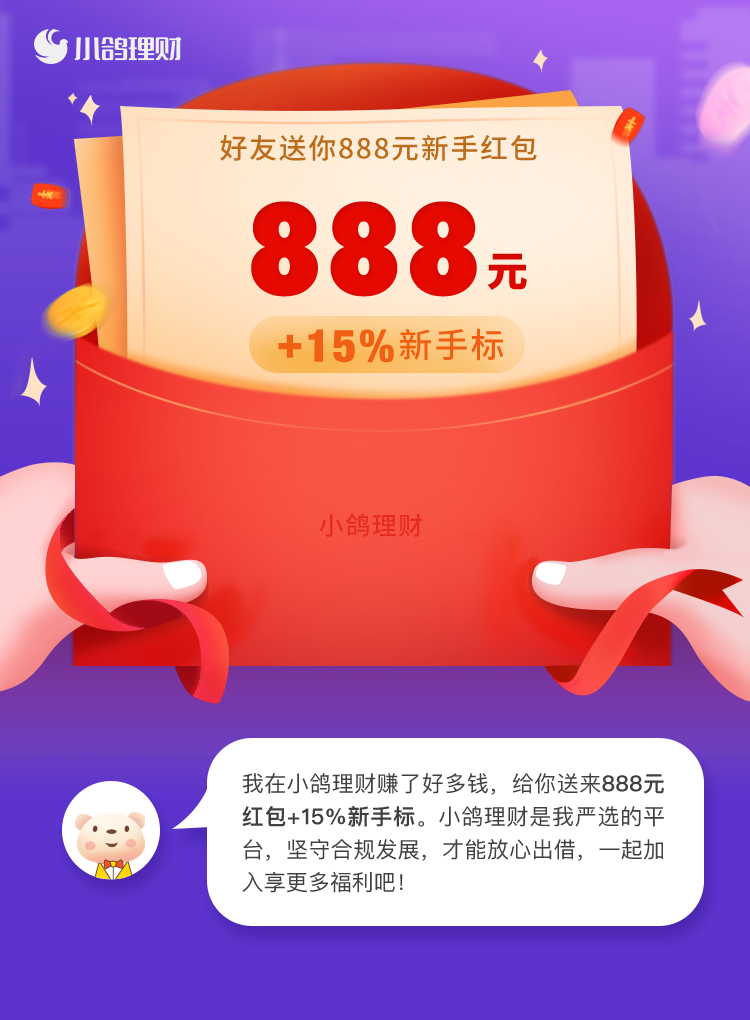 小鸽理财
好友送你888元新手红包
888元
+15%新手标
小鸽理财
我在小鸽理财赚了好多钱，给你送来888元
红包+15%新手标。小鸽理财是我严选的平
台，坚守合规发展，才能放心出借，一起加
入享更多福利吧！